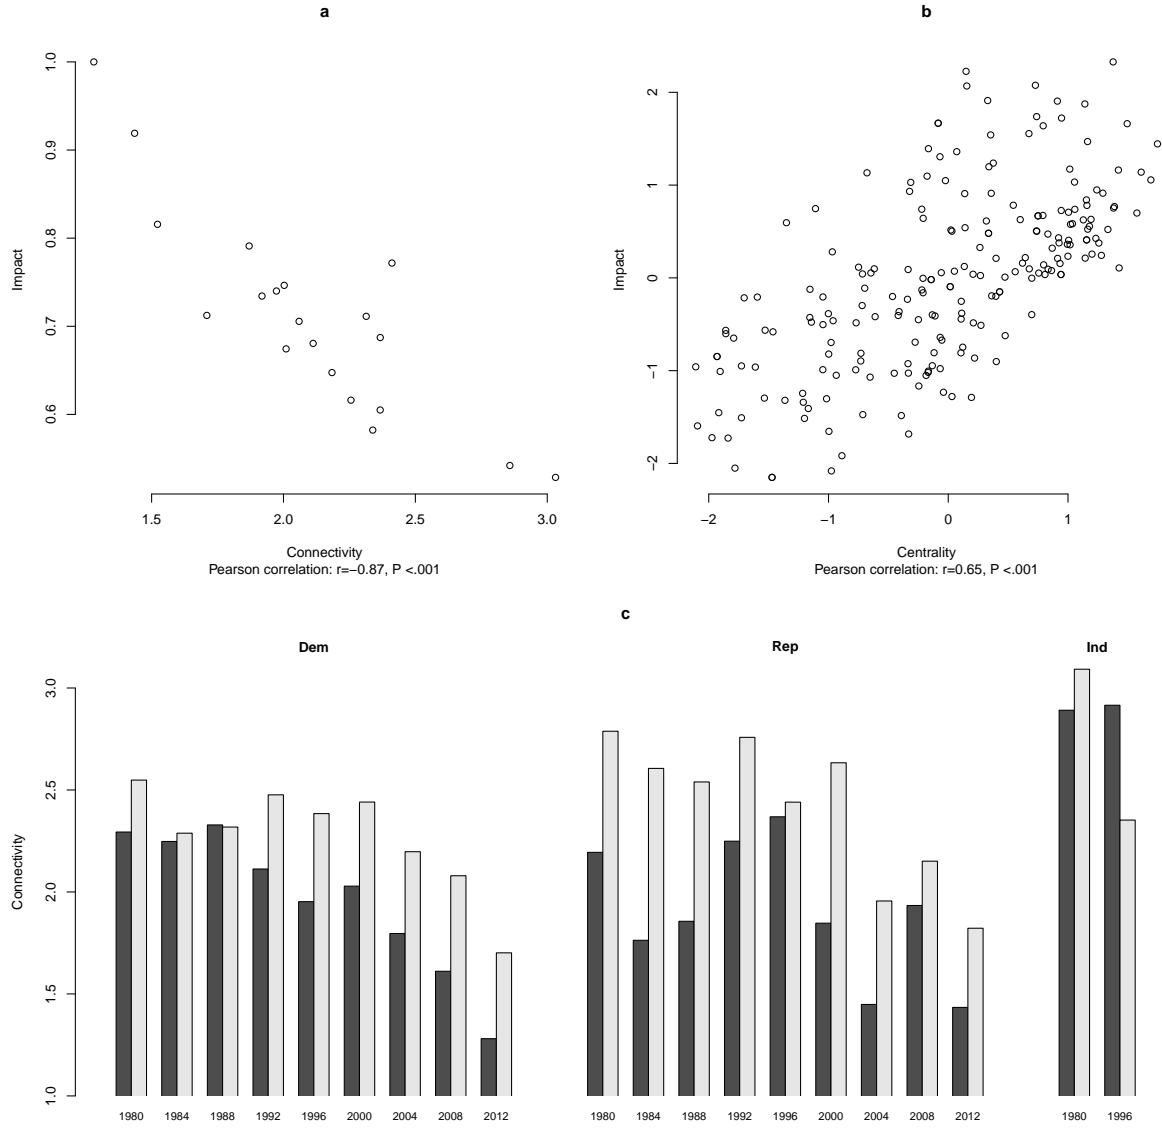 a
1.0
0.9
0.8
0.7
0.6
Impact
1.5 2.0 2.5 3.0
Connectivity
Pearson correlation: r=−0.87, P <.001
b
2
1
0
−1
−2
Impact
−2 −1 0 1
Centrality
Pearson correlation: r=0.65, P <.001
c
Dem Rep Ind
3.0
2.5
2.0
1.5
1.0
Connectivity
1980 1984 1988 1992 1996 2000 2004 2008 2012 1980 1984 1988 1992 1996 2000 2004 2008 2012 1980 1996